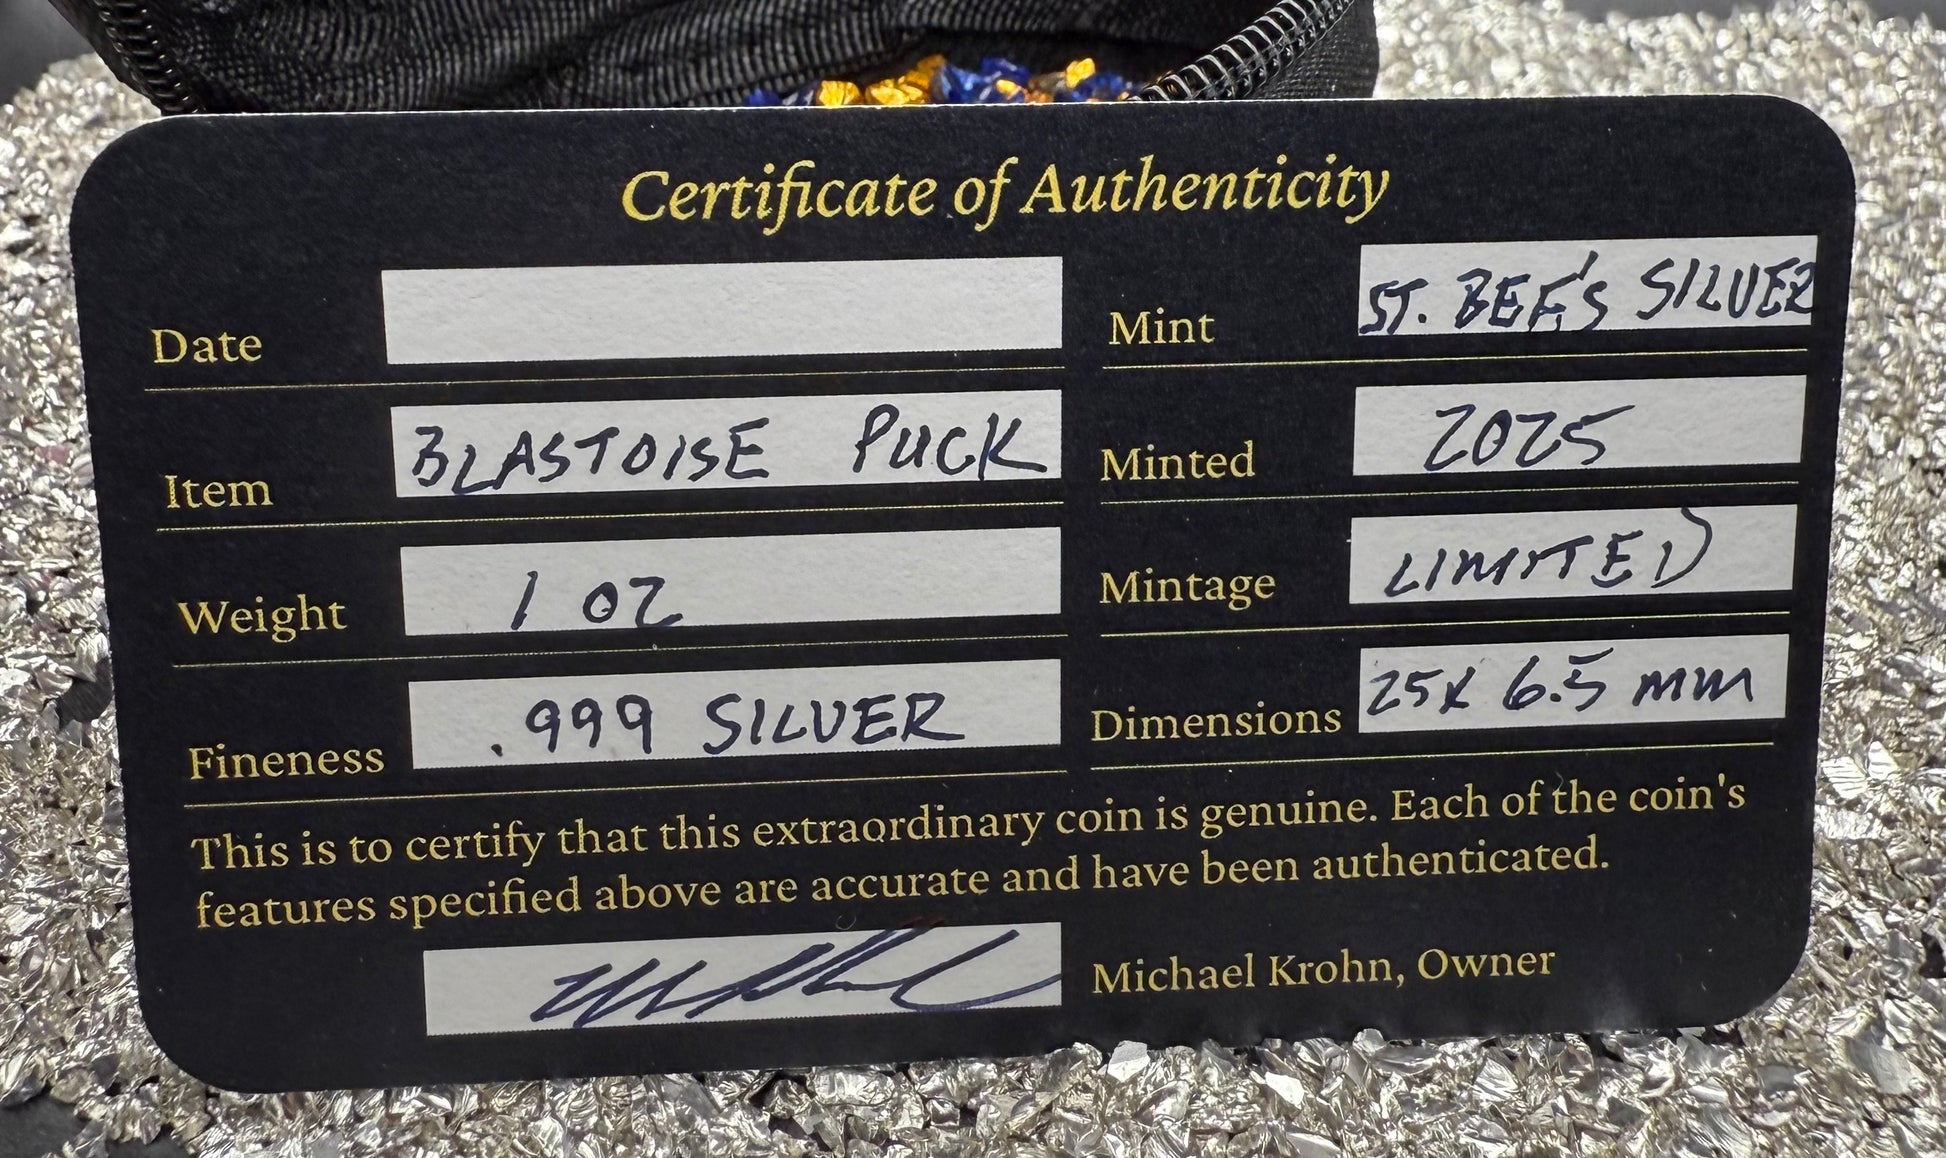 Certificate of Authenticity
Date
Item BLASTOISE PUCK
Weight 1 OZ
Fineness .999 SILVER
Mint ST. BEE'S SILVER
Minted 2025
Mintage LIMITED
Dimensions 25X 6.5 MM
This is to certify that this extraordinary coin is genuine. Each of the coin's
features specified above are accurate and have been authenticated.
Michael Krohn, Owner